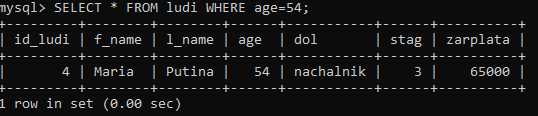 mysql> SELECT * FROM ludi WHERE age=54;
+---------+--------+--------+------+-----------+------+----------+
| id_ludi | f_name | l_name | age  | dol       | stag | zarplata |
+---------+--------+--------+------+-----------+------+----------+
|       4 | Maria  | Putina |   54 | nachalnik |    3 |    65000 |
+---------+--------+--------+------+-----------+------+----------+
1 row in set (0.00 sec)